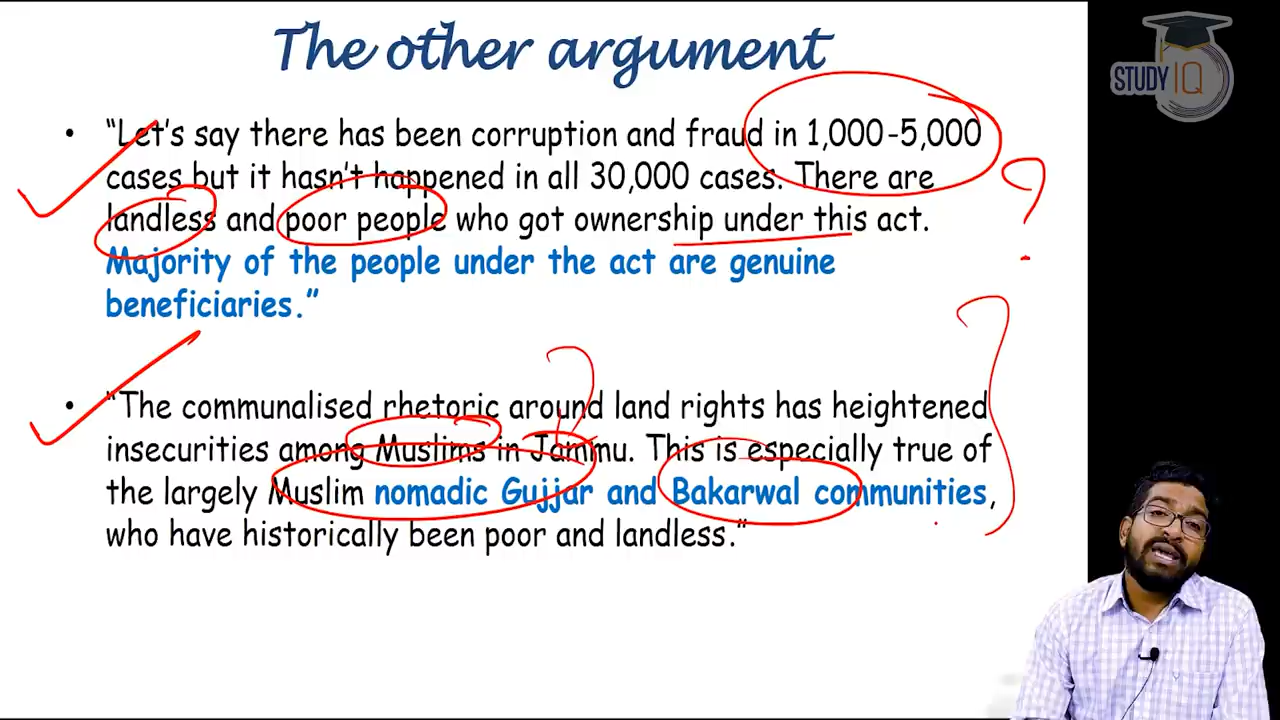 The other argument
STUDY IQ
• “Let’s say there has been corruption and fraud in 1,000-5,000
cases but it hasn’t happened in all 30,000 cases. There are
landless and poor people who got ownership under this act.
Majority of the people under the act are genuine
beneficiaries.”
• “The communalised rhetoric around land rights has heightened
insecurities among Muslims in Jammu. This is especially true of
the largely Muslim nomadic Gujjar and Bakarwal communities,
who have historically been poor and landless.”